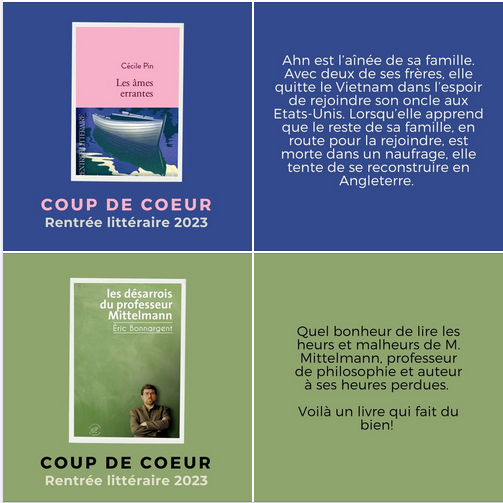 Cécile Pin
Les âmes
errantes
COUP DE COEUR
Rentrée littéraire 2023
Ahn est l'aînée de sa famille.
Avec deux de ses frères, elle
quitte le Vietnam dans l'espoir
de rejoindre son oncle aux
Etats-Unis. Lorsqu'elle apprend
que le reste de sa famille, en
route pour la rejoindre, est
morte dans un naufrage, elle
tente de se reconstruire en
Angleterre.
les désarrois
du professeur
Mittelmann
Éric Bonnargent
COUP DE COEUR
Rentrée littéraire 2023
Quel bonheur de lire les
heurs et malheurs de M.
Mittelmann, professeur
de philosophie et auteur
à ses heures perdues.
Voilà un livre qui fait du
bien!